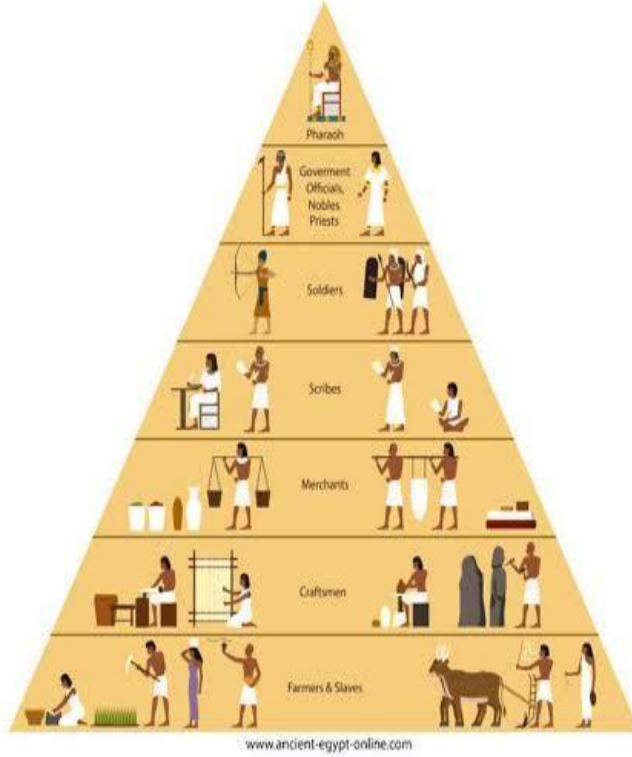 Pharaoh
Goverment
Officials,
Nobles
Priests
Soldiers
Scribes
Merchants
Craftsmen
Farmers & Slaves
www.ancient-egypt-online.com